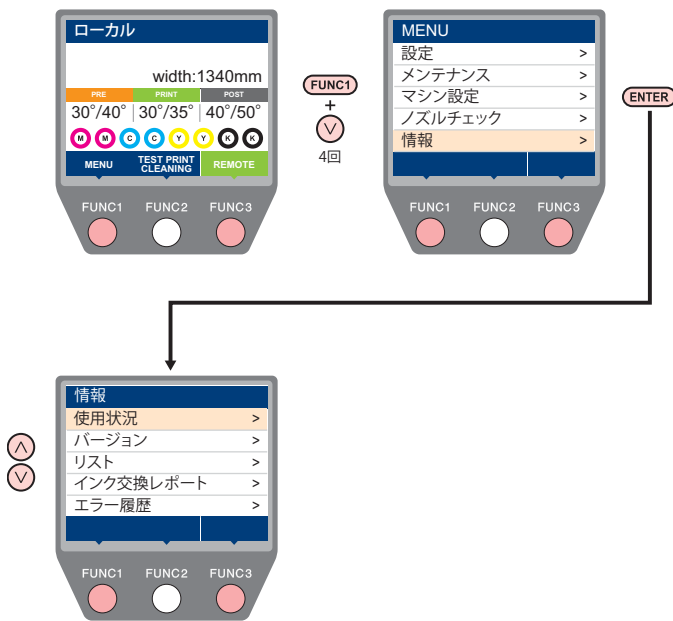 ローカル
width:1340mm
PRE PRINT POST
30°/40° 30°/35° 40°/50°
M M C C Y Y K K
MENU TEST PRINT CLEANING REMOTE
FUNC1 FUNC2 FUNC3
FUNC1
+
4回
MENU
設定 >
メンテナンス >
マシン設定 >
ノズルチェック >
情報 >
FUNC1 FUNC2 FUNC3
ENTER
情報
使用状況 >
バージョン >
リスト >
インク交換レポート >
エラー履歴 >
FUNC1 FUNC2 FUNC3